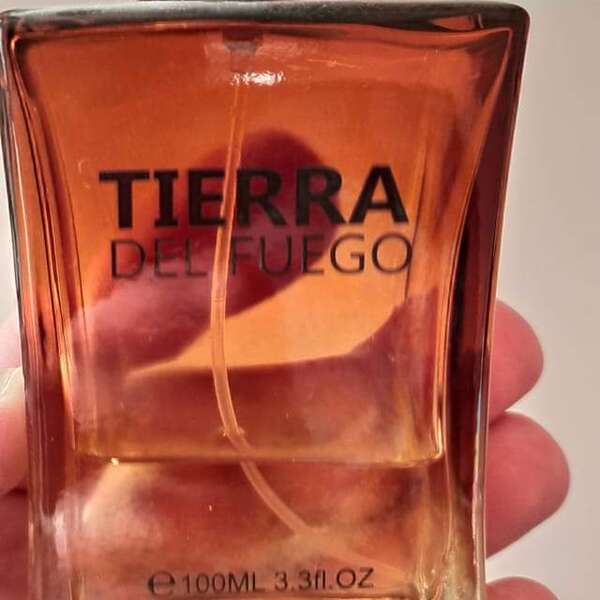 TIERRA
DEL FUEGO
℮100ML 3.3fl.OZ